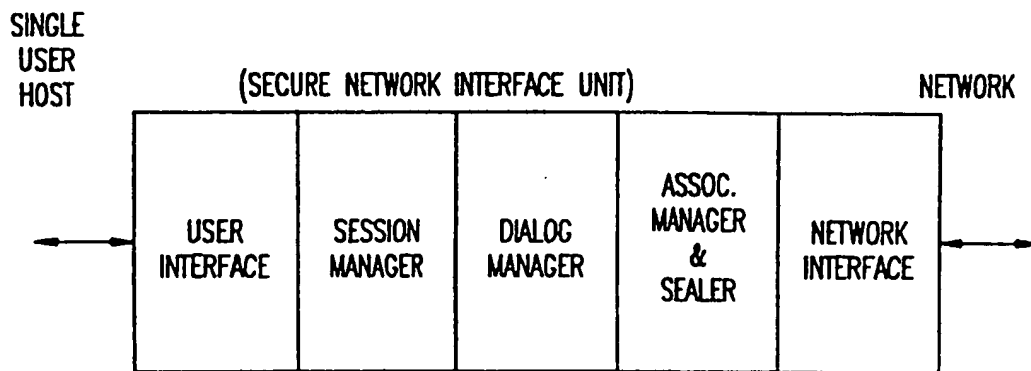 SINGLE
USER
HOST
(SECURE NETWORK INTERFACE UNIT)
NETWORK
USER
INTERFACE
SESSION
MANAGER
DIALOG
MANAGER
ASSOC.
MANAGER
&
SEALER
NETWORK
INTERFACE